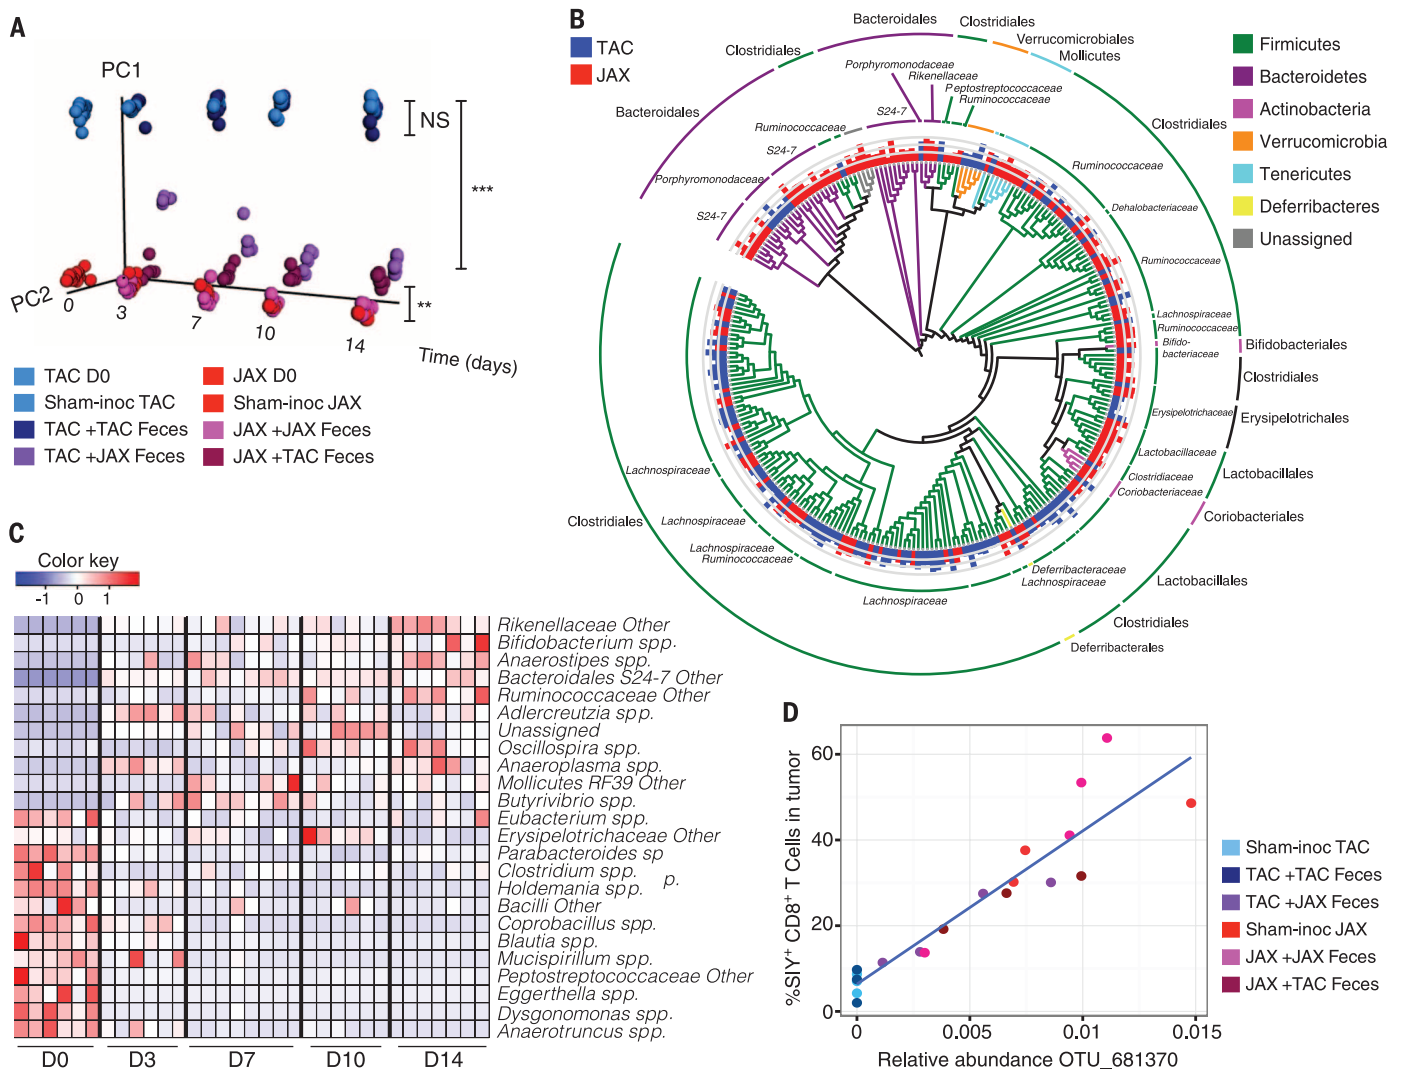 A
PC1
NS
***
**
PC2
0
3
7
10
14
Time (days)
TAC D0
JAX D0
Sham-inoc TAC
Sham-inoc JAX
TAC +TAC Feces
JAX +JAX Feces
TAC +JAX Feces
JAX +TAC Feces
B
TAC
JAX
Bacteroidales
Clostridiales
Verrucomicrobiales
Mollicutes
Clostridiales
Bacteroidales
Clostridiales
Porphyromonodaceae
Rikenellaceae
Peptostreptococcaceae
Ruminococcaceae
S24-7
Ruminococcaceae
S24-7
Porphyromonodaceae
S24-7
Ruminococcaceae
Dehalobacteriaceae
Ruminococcaceae
Lachnospiraceae
Ruminococcaceae
Bifido-
bacteriaceae
Bifidobacteriales
Clostridiales
Erysipelotrichaceae
Erysipelotrichales
Lactobacillaceae
Lactobacillales
Clostridiaceae
Coriobacteriaceae
Coriobacteriales
Lachnospiraceae
Clostridiales
Lachnospiraceae
Lachnospiraceae
Ruminococcaceae
Deferribacteraceae
Lachnospiraceae
Lachnospiraceae
Lactobacillales
Clostridiales
Deferribacterales
Firmicutes
Bacteroidetes
Actinobacteria
Verrucomicrobia
Tenericutes
Deferribacteres
Unassigned
C
Color key
-1 0 1
Rikenellaceae Other
Bifidobacterium spp.
Anaerostipes spp.
Bacteroidales S24-7 Other
Ruminococcaceae Other
Adlercreutzia spp.
Unassigned
Oscillospira spp.
Anaeroplasma spp.
Mollicutes RF39 Other
Butyrivibrio spp.
Eubacterium spp.
Erysipelotrichaceae Other
Parabacteroides sp
Clostridium spp.
p.
Holdemania spp.
Bacilli Other
Coprobacillus spp.
Blautia spp.
Mucispirillum spp.
Peptostreptococcaceae Other
Eggerthella spp.
Dysgonomonas spp.
Anaerotruncus spp.
D0 D3 D7 D10 D14
D
%SIY+ CD8+ T Cells in tumor
60
40
20
0
0 0.005 0.01 0.015
Relative abundance OTU_681370
Sham-inoc TAC
TAC +TAC Feces
TAC +JAX Feces
Sham-inoc JAX
JAX +JAX Feces
JAX +TAC Feces